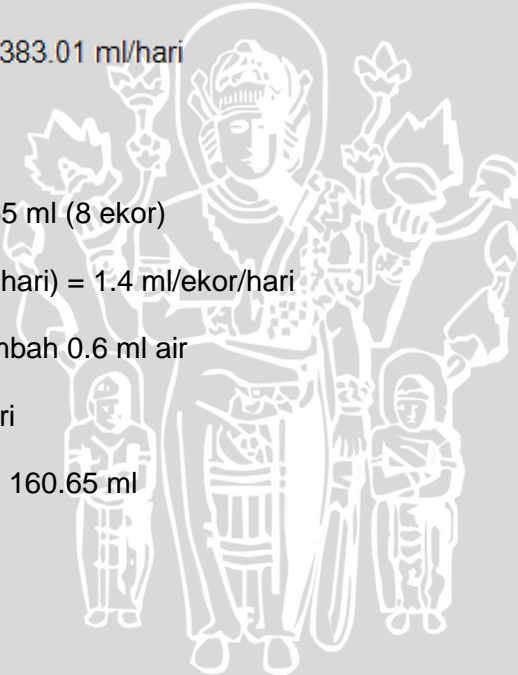 383.01 ml/hari
5 ml (8 ekor)
hari) = 1.4 ml/ekor/hari
mbah 0.6 ml air
ri
160.65 ml